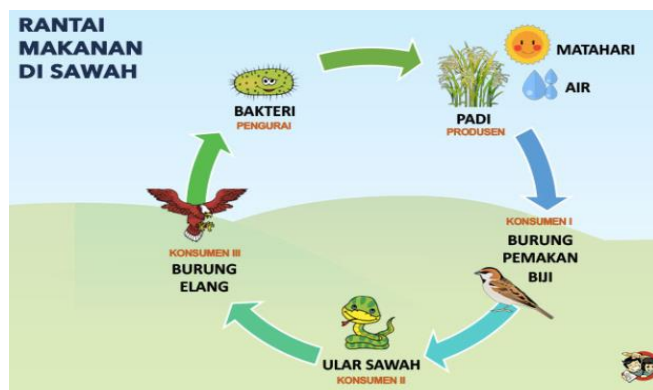 RANTAI
MAKANAN
DI SAWAH
BAKTERI
PENGURAI
PADI
PRODUSEN
MATAHARI
AIR
KONSUMEN I
BURUNG
PEMAKAN
BIJI
ULAR SAWAH
KONSUMEN II
KONSUMEN III
BURUNG
ELANG